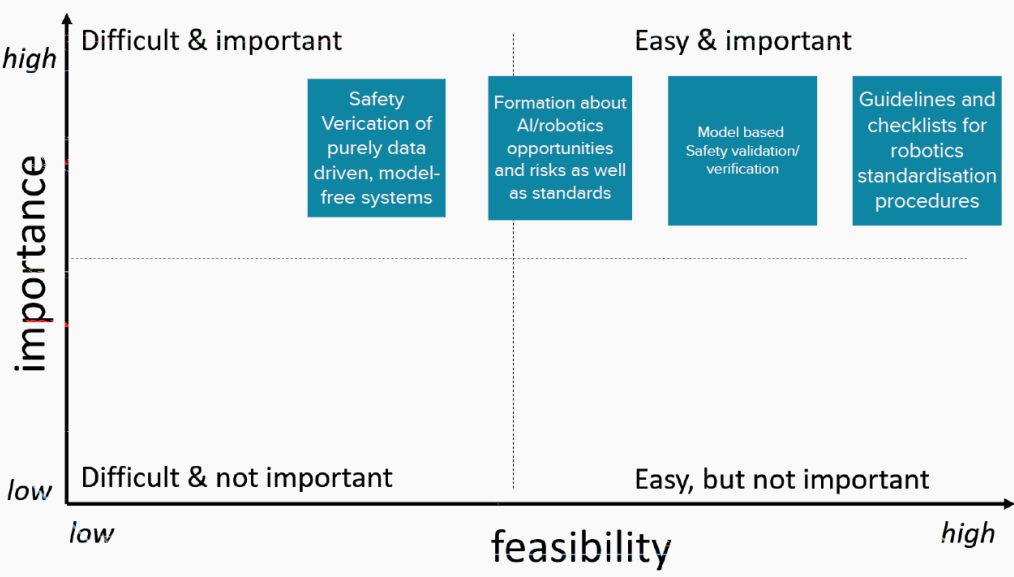 high
Difficult & important
Easy & important
Safety
Verication of
purely data
driven, model-
free systems
Formation about
AI/robotics
opportunities
and risks as well
as standards
Model based
Safety validation/
verification
Guidelines and
checklists for
robotics
standardisation
procedures
importance
Difficult & not important
Easy, but not important
low
low
feasibility
high